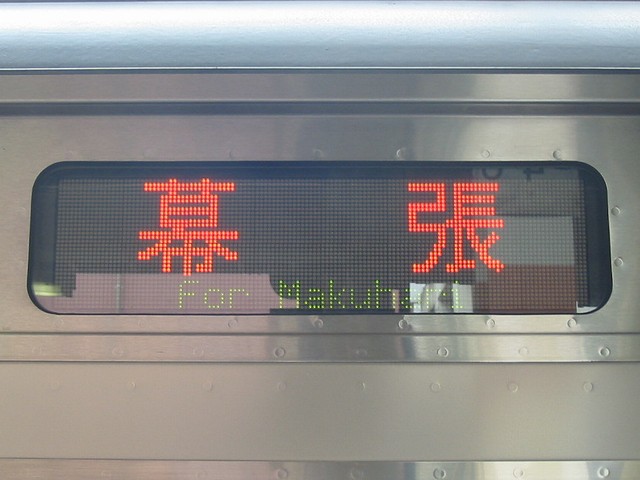 幕張
For Makuhari